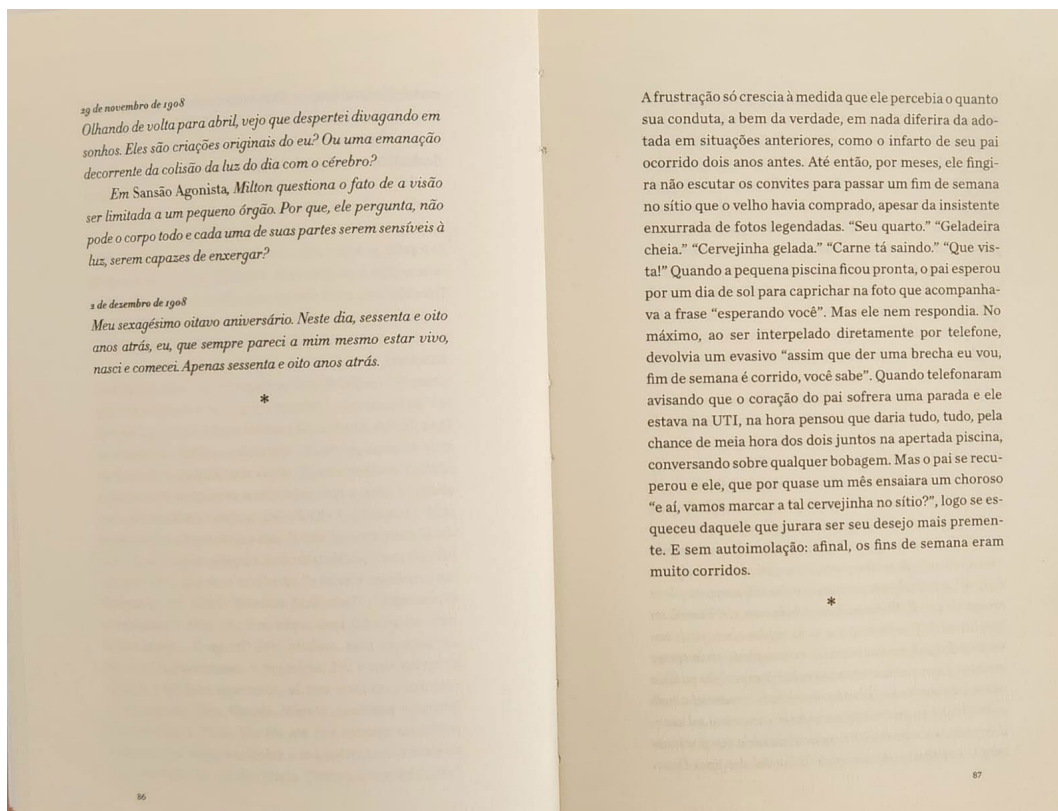 29 de novembro de 1908
Olhando de volta para abril, vejo que despertei divagando em
sonhos. Eles são criações originais do eu? Ou uma emanação
decorrente da colisão da luz do dia com o cérebro?
Em Sansão Agonista, Milton questiona o fato de a visão
ser limitada a um pequeno órgão. Por que, ele pergunta, não
pode o corpo todo e cada uma de suas partes serem sensíveis à
luz, serem capazes de enxergar?
2 de dezembro de 1908
Meu sexagésimo oitavo aniversário. Neste dia, sessenta e oito
anos atrás, eu, que sempre pareci a mim mesmo estar vivo,
nasci e comecei. Apenas sessenta e oito anos atrás.
*
86
A frustração só crescia à medida que ele percebia o quanto
sua conduta, a bem da verdade, em nada diferira da ado-
tada em situações anteriores, como o infarto de seu pai
ocorrido dois anos antes. Até então, por meses, ele fingi-
ra não escutar os convites para passar um fim de semana
no sítio que o velho havia comprado, apesar da insistente
enxurrada de fotos legendadas. “Seu quarto.” “Geladeira
cheia.” “Cervejinha gelada.” “Carne tá saindo.” “Que vis-
ta!” Quando a pequena piscina ficou pronta, o pai esperou
por um dia de sol para caprichar na foto que acompanha-
va a frase “esperando você”. Mas ele nem respondia. No
máximo, ao ser interpelado diretamente por telefone,
devolvia um evasivo “assim que der uma brecha eu vou,
fim de semana é corrido, você sabe”. Quando telefonaram
avisando que o coração do pai sofrera uma parada e ele
estava na UTI, na hora pensou que daria tudo, tudo, pela
chance de meia hora dos dois juntos na apertada piscina,
conversando sobre qualquer bobagem. Mas o pai se recu-
perou e ele, que por quase um mês ensaiara um choroso
“e aí, vamos marcar a tal cervejinha no sítio?”, logo se es-
queceu daquele que jurara ser seu desejo mais premen-
te. E sem autoimolação: afinal, os fins de semana eram
muito corridos.
*
87